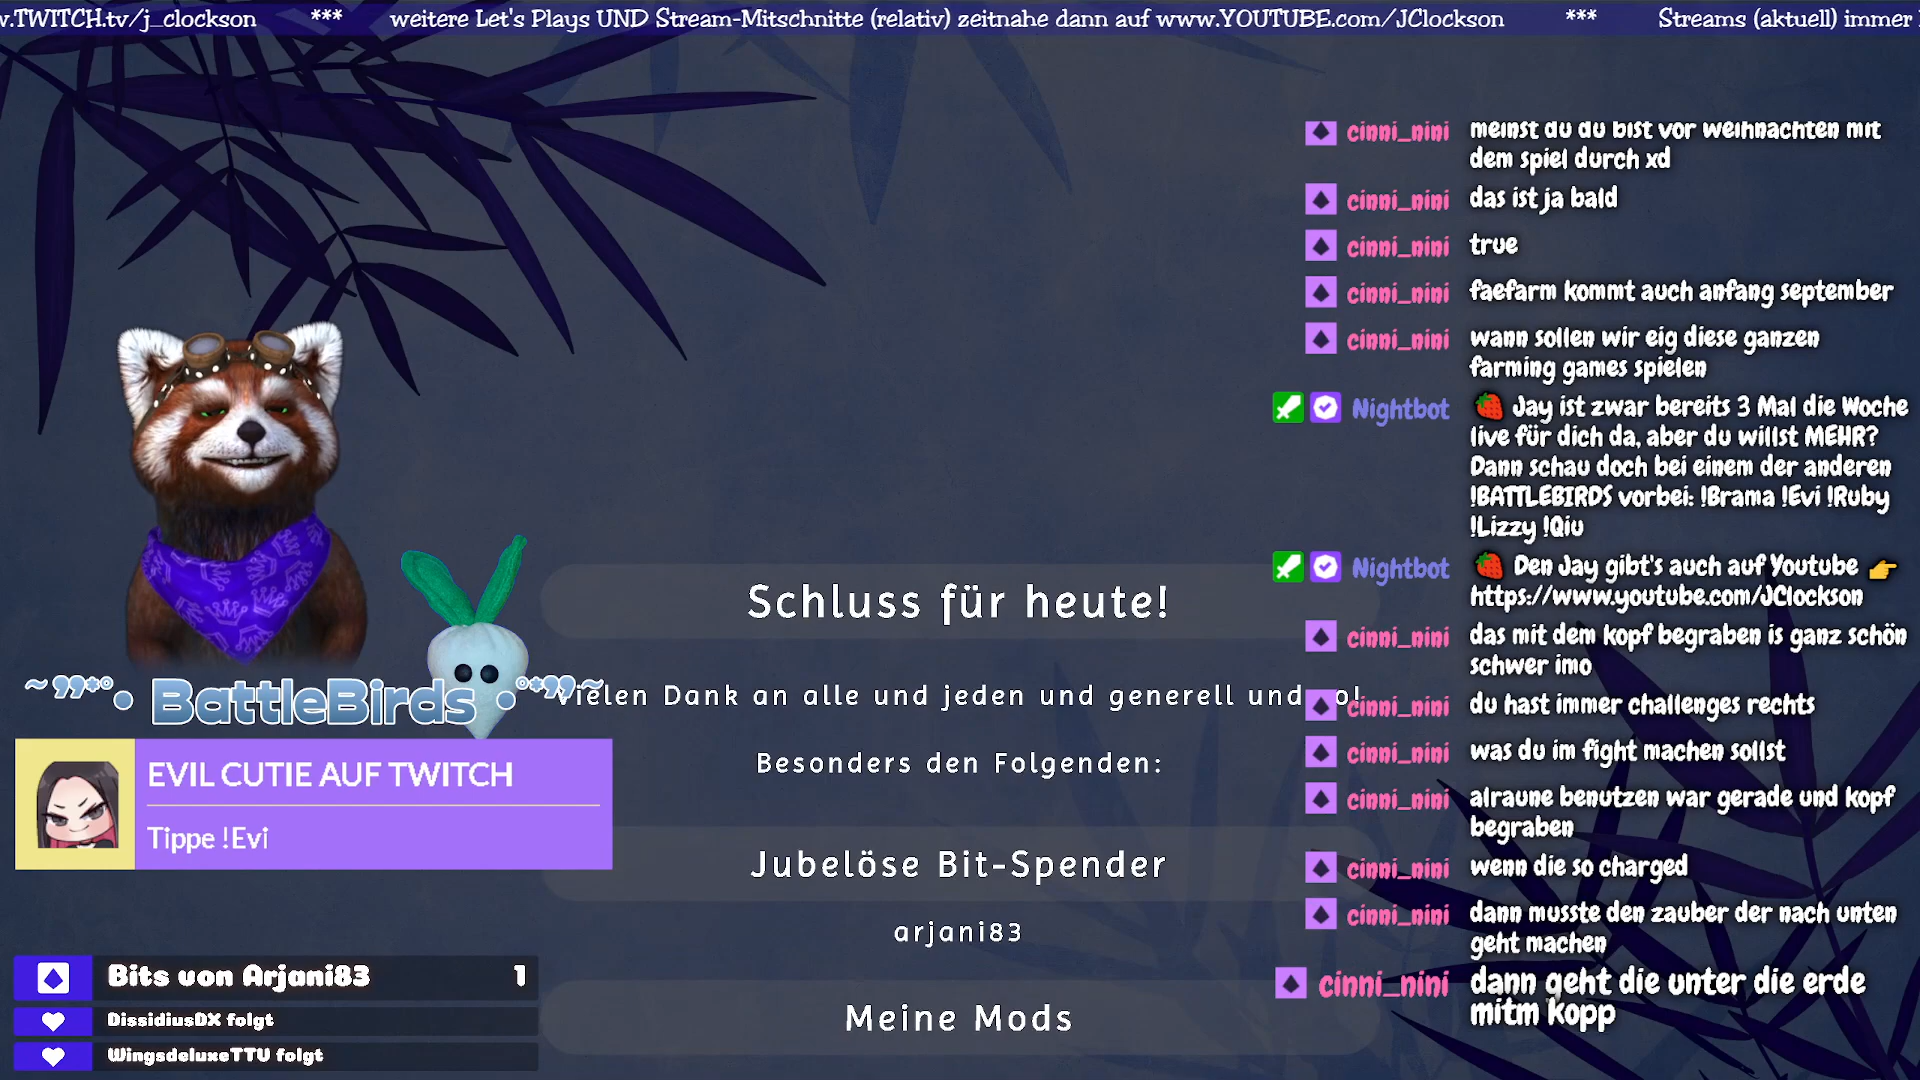 w.TWITCH.tv/j_clockson *** weitere Let's Plays UND Stream-Mitschnitte (relativ) zeitnahe dann auf www.YOUTUBE.com/JClockson *** Streams (aktuell) immer
cinni_nini meinst du du bist vor weihnachten mit
dem spiel durch xd
cinni_nini das ist ja bald
cinni_nini true
cinni_nini faefarm kommt auch anfang september
cinni_nini wann sollen wir eig diese ganzen
farming games spielen
Nightbot 🍓 Jay ist zwar bereits 3 Mal die Woche
live für dich da, aber du willst MEHR?
Dann schau doch bei einem der anderen
!BATTLEBIRDS vorbei: !Brama !Evi !Ruby
!Lizzy !Qiu
Nightbot 🍓 Den Jay gibt's auch auf Youtube 👉
https://www.youtube.com/JClockson
cinni_nini das mit dem kopf begraben is ganz schön
schwer imo
cinni_nini du hast immer challenges rechts
cinni_nini was du im fight machen sollst
cinni_nini alraune benutzen war gerade und kopf
begraben
cinni_nini wenn die so charged
cinni_nini dann musste den zauber der nach unten
geht machen
cinni_nini dann geht die unter die erde
mitm kopp
Schluss für heute!
Vielen Dank an alle und jeden und generell und
Besonders den Folgenden:
Jubelöse Bit-Spender
arjani83
Meine Mods
~”*°• BattleBirds •°*”~
EVIL CUTIE AUF TWITCH
Tippe !Evi
Bits von Arjani83 1
DissidiusDX folgt
WingsdeluxeTTV folgt